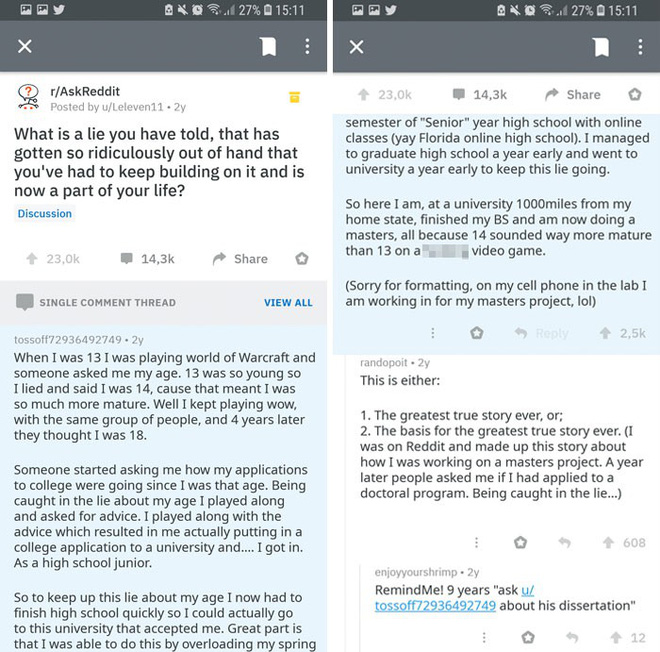 27% 15:11
r/AskReddit
Posted by u/Leleven11 • 2y
What is a lie you have told, that has
gotten so ridiculously out of hand that
you've had to keep building on it and is
now a part of your life?
Discussion
23,0k 14,3k Share
SINGLE COMMENT THREAD VIEW ALL
tossoff72936492749 • 2y
When I was 13 I was playing world of Warcraft and
someone asked me my age. 13 was so young so
I lied and said I was 14, cause that meant I was
so much more mature. Well I kept playing wow,
with the same group of people, and 4 years later
they thought I was 18.
Someone started asking me how my applications
to college were going since I was that age. Being
caught in the lie about my age I played along
and asked for advice. I played along with the
advice which resulted in me actually putting in a
college application to a university and.... I got in.
As a high school junior.
So to keep up this lie about my age I now had to
finish high school quickly so I could actually go
to this university that accepted me. Great part is
that I was able to do this by overloading my spring
27% 15:11
23,0k 14,3k Share
semester of "Senior" year high school with online
classes (yay Florida online high school). I managed
to graduate high school a year early and went to
university a year early to keep this lie going.
So here I am, at a university 1000miles from my
home state, finished my BS and am now doing a
masters, all because 14 sounded way more mature
than 13 on a video game.
(Sorry for formatting, on my cell phone in the lab I
am working in for my masters project, lol)
Reply 2,5k
randopoit • 2y
This is either:
1. The greatest true story ever, or;
2. The basis for the greatest true story ever. (I
was on Reddit and made up this story about
how I was working on a masters project. A year
later people asked me if I had applied to a
doctoral program. Being caught in the lie...)
608
enjoyyourshrimp • 2y
RemindMe! 9 years "ask u/
tossoff72936492749 about his dissertation"
12